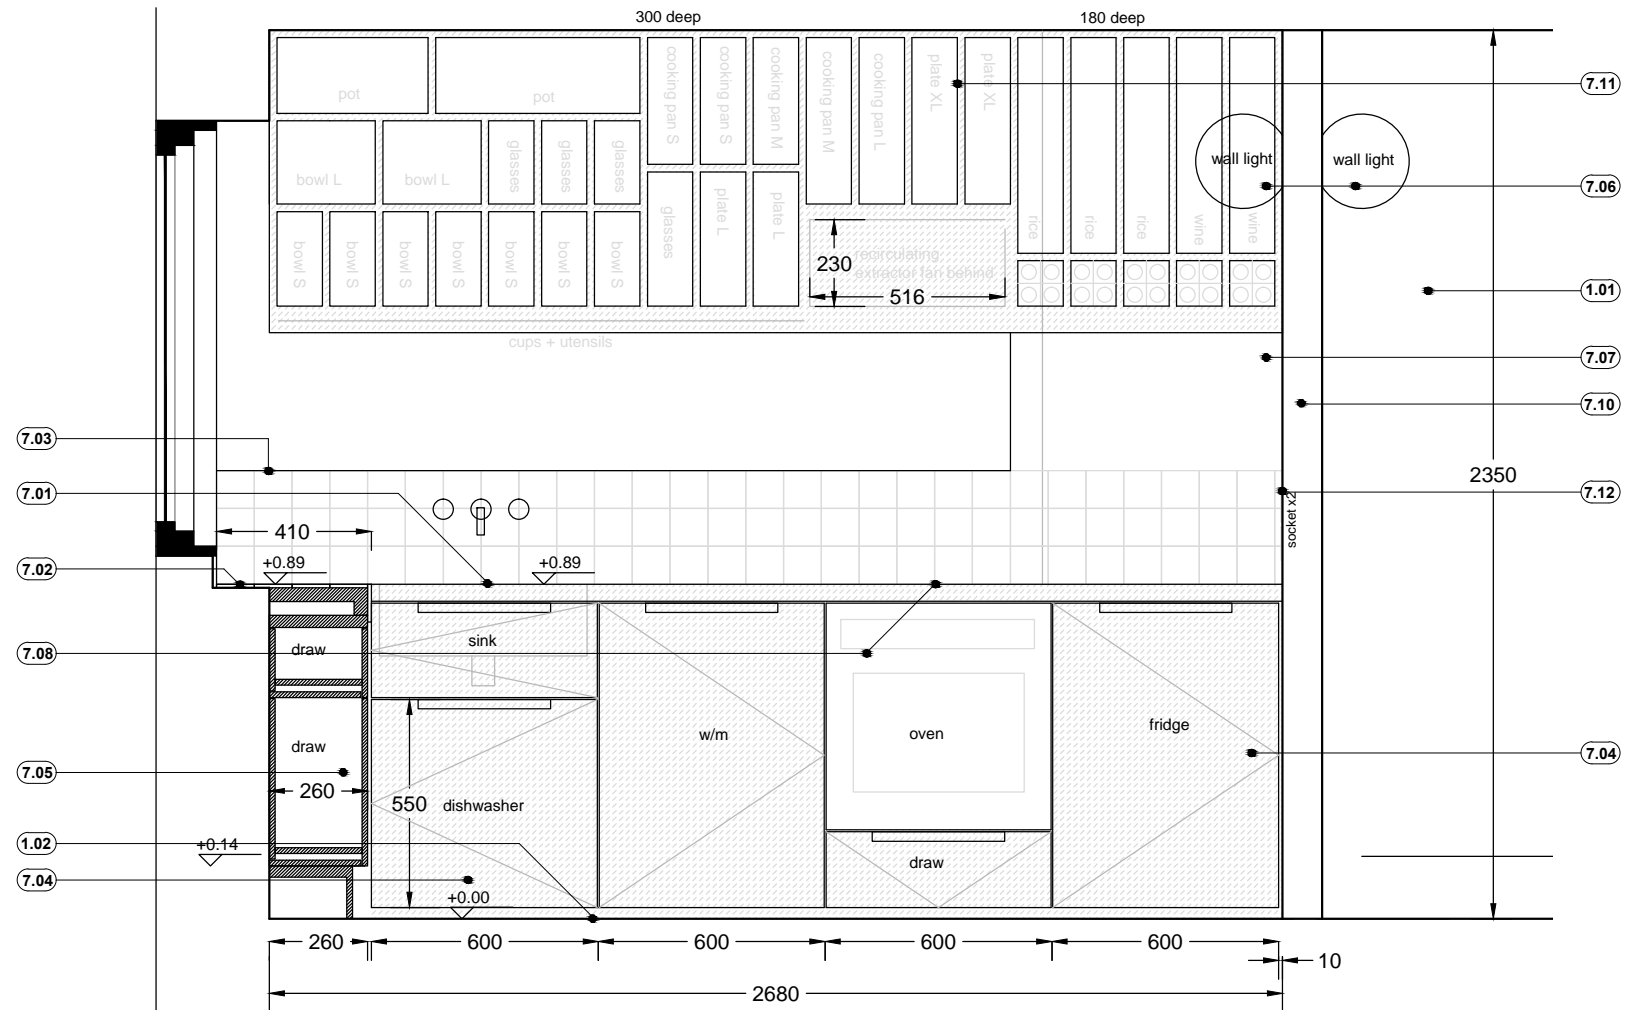 300 deep
180 deep
pot
pot
cooking pan S
cooking pan S
cooking pan M
cooking pan M
cooking pan L
plate XL
plate XL
7.11
bowl L
bowl L
glasses
glasses
glasses
wall light
wall light
7.06
glasses
plate L
plate L
rice
rice
rice
wine
wine
bowl S
bowl S
bowl S
bowl S
bowl S
bowl S
bowl S
230
recirculating
extractor fan behind
516
1.01
cups + utensils
7.07
7.10
7.03
2350
7.01
7.12
socket x2
410
+0.89
+0.89
7.02
draw
sink
7.08
w/m
oven
fridge
draw
7.04
7.05
260
550
dishwasher
1.02
+0.14
draw
7.04
+0.00
260
600
600
600
600
10
2680